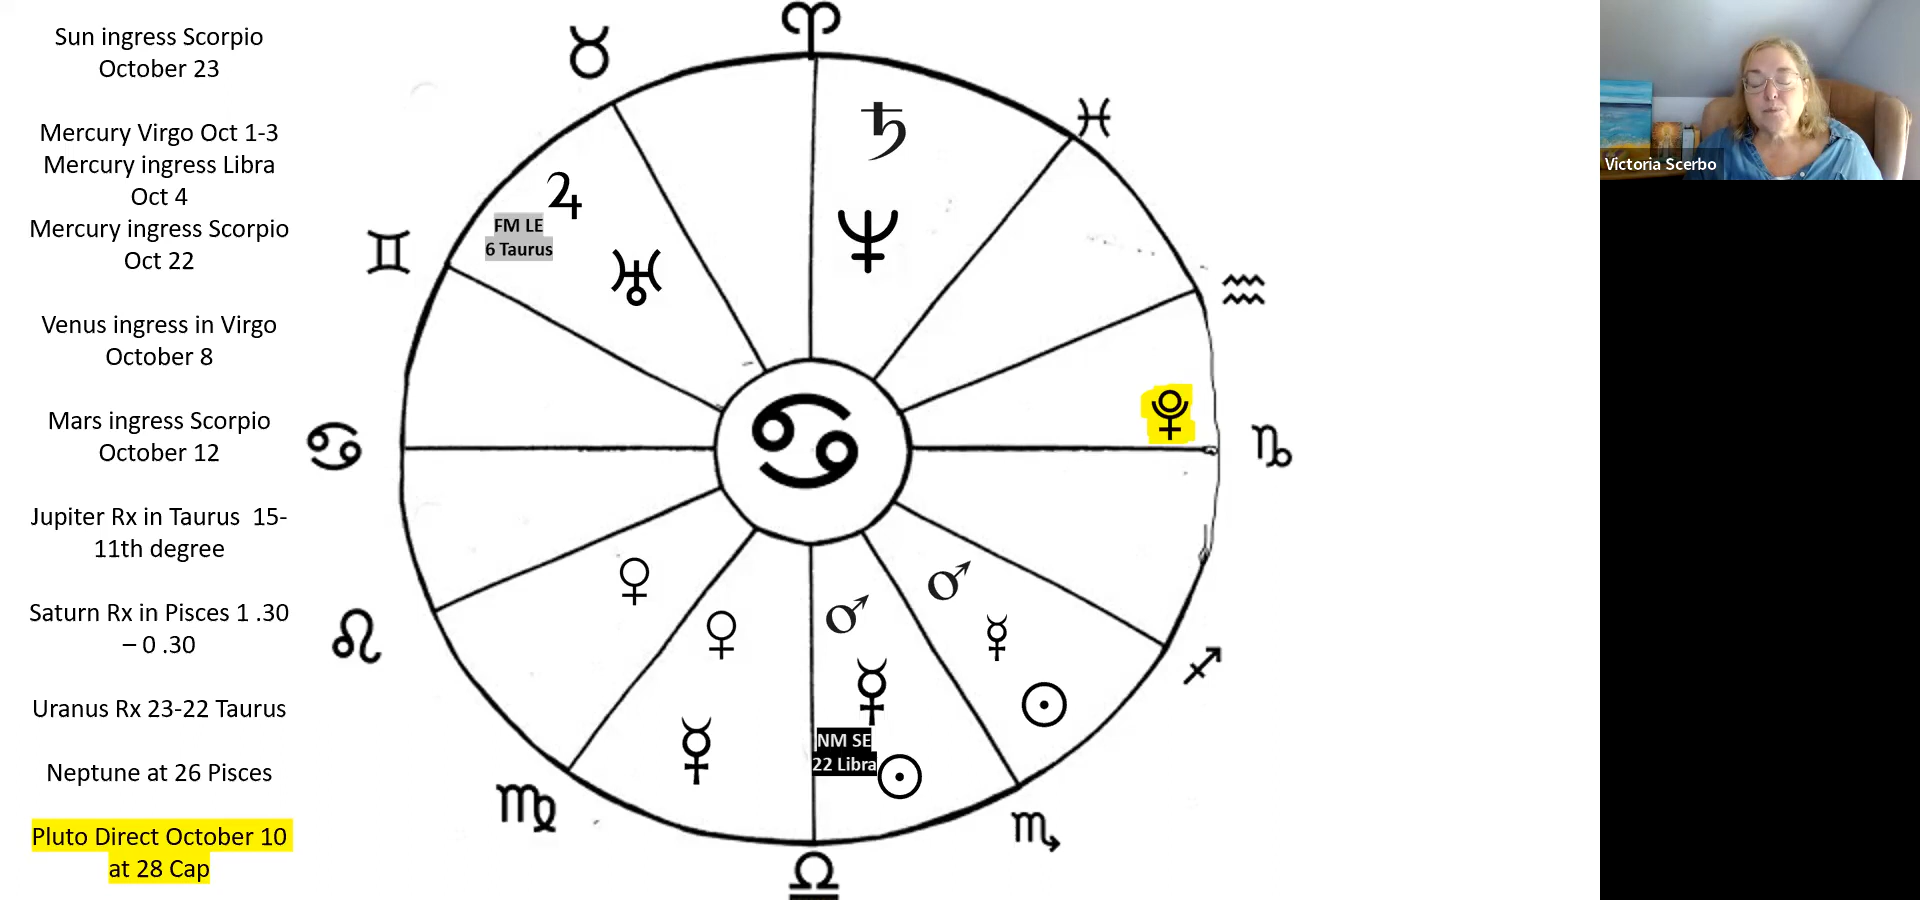 Sun ingress Scorpio
October 23
Mercury Virgo Oct 1-3
Mercury ingress Libra
Oct 4
Mercury ingress Scorpio
Oct 22
Venus ingress in Virgo
October 8
Mars ingress Scorpio
October 12
Jupiter Rx in Taurus  15-
11th degree
Saturn Rx in Pisces 1 .30
– 0 .30
Uranus Rx 23-22 Taurus
Neptune at 26 Pisces
Pluto Direct October 10
at 28 Cap
FM LE
6 Taurus
NM SE
22 Libra
Victoria Scerbo